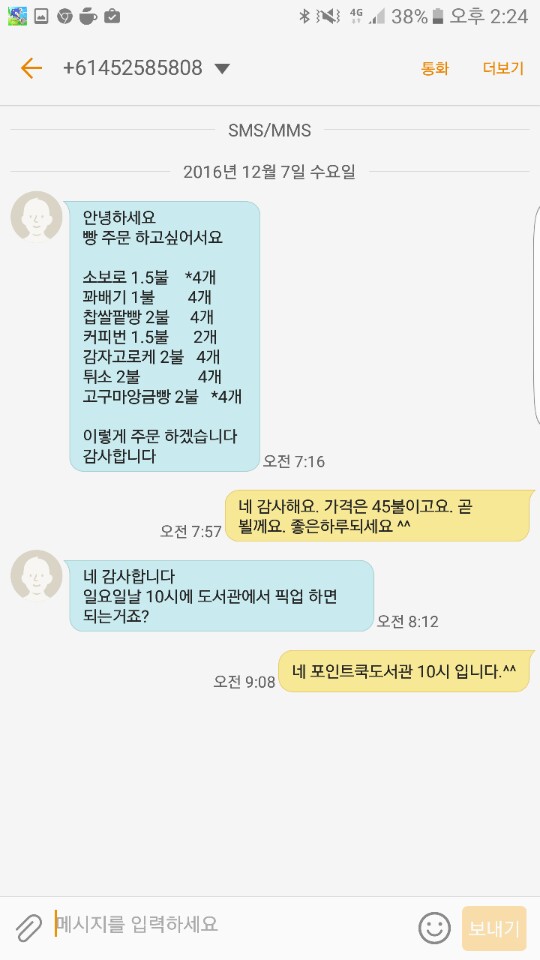 4G 38% 오후 2:24
+61452585808 통화 더보기
SMS/MMS
2016년 12월 7일 수요일
안녕하세요
빵 주문 하고싶어서요
소보로 1.5불 *4개
꽈배기 1불 4개
찹쌀팥빵 2불 4개
커피번 1.5불 2개
감자고로케 2불 4개
튀소 2불 4개
고구마앙금빵 2불 *4개
이렇게 주문 하겠습니다
감사합니다
오전 7:16
네 감사해요. 가격은 45불이고요. 곧
뵐께요. 좋은하루되세요 ^^
오전 7:57
네 감사합니다
일요일날 10시에 도서관에서 픽업 하면
되는거죠?
오전 8:12
네 포인트쿡도서관 10시 입니다.^^
오전 9:08
메시지를 입력하세요
보내기